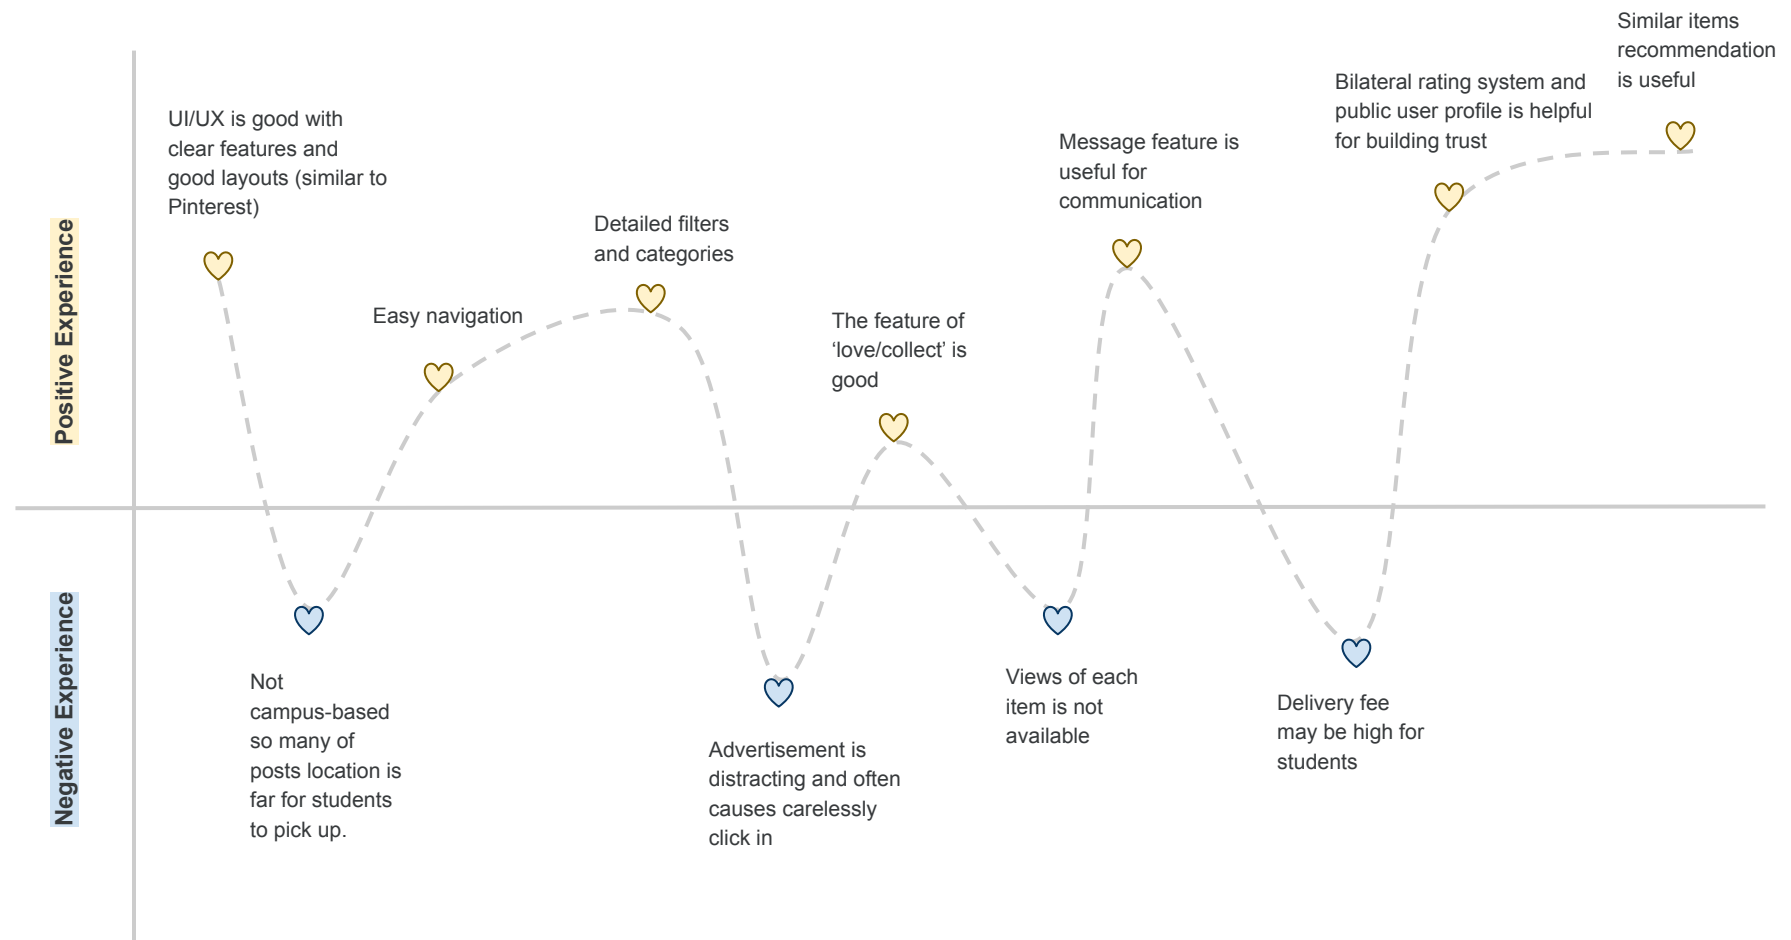 Similar items
recommendation
is useful
Bilateral rating system and
public user profile is helpful
for building trust
UI/UX is good with
clear features and
good layouts (similar to
Pinterest)
Message feature is
useful for
communication
Detailed filters
and categories
Easy navigation
The feature of
‘love/collect’ is
good
Positive Experience
Negative Experience
Not
campus-based
so many of
posts location is
far for students
to pick up.
Advertisement is
distracting and often
causes carelessly
click in
Views of each
item is not
available
Delivery fee
may be high for
students